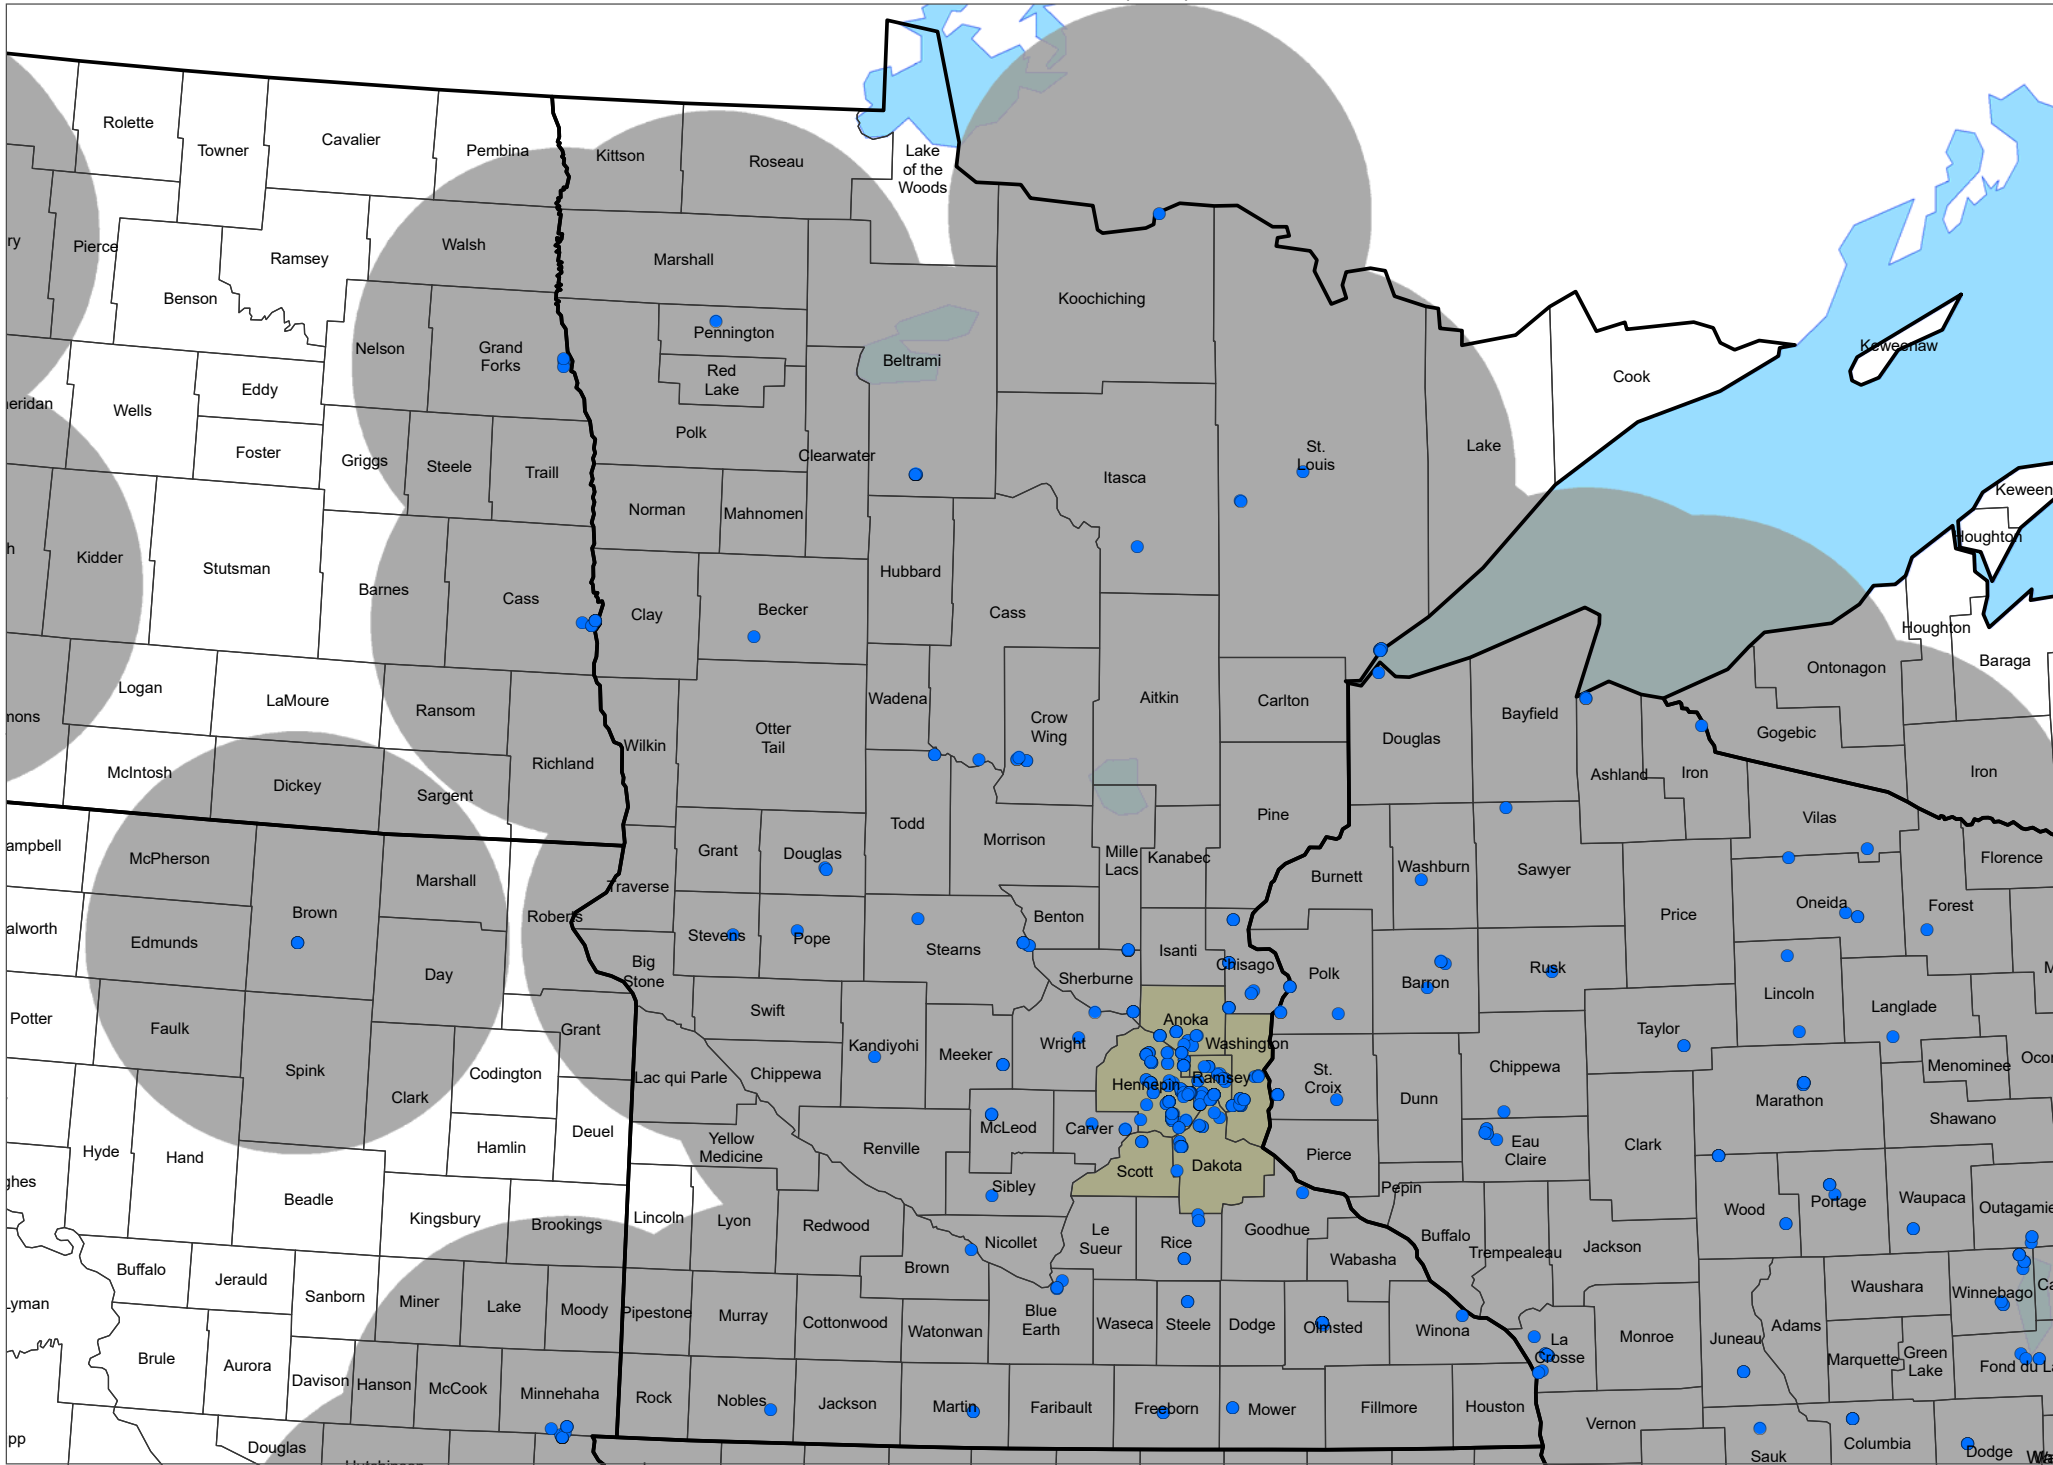 Rolette
Towner
Cavalier
Pembina
Kittson
Roseau
Lake
of the
Woods
ry
Pierce
Benson
Ramsey
Walsh
Marshall
Koochiching
Nelson
Grand
Forks
Pennington
Red
Lake
Beltrami
Cook
Keweenaw
eridan
Wells
Eddy
Foster
Griggs
Steele
Traill
Polk
Clearwater
Itasca
St.
Louis
Lake
Keween
Houghton
h
Kidder
Stutsman
Barnes
Cass
Norman
Mahnomen
Clay
Becker
Hubbard
Cass
Houghton
Baraga
Ontonagon
mons
Logan
LaMoure
Ransom
Richland
Wilkin
Otter
Tail
Wadena
Crow
Wing
Aitkin
Carlton
Douglas
Bayfield
Ashland
Iron
Gogebic
Iron
McIntosh
Dickey
Sargent
Grant
Douglas
Todd
Morrison
Mille
Lacs
Kanabec
Pine
Burnett
Washburn
Sawyer
Vilas
Florence
ampbell
McPherson
Brown
Marshall
Roberts
Traverse
Stevens
Pope
Stearns
Benton
Isanti
Chisago
Polk
Barron
Rusk
Price
Oneida
Forest
alworth
Edmunds
Day
Big
Stone
Swift
Sherburne
Anoka
Washington
Lincoln
Langlade
M
Potter
Faulk
Spink
Clark
Grant
Codington
Lac qui Parle
Chippewa
Kandiyohi
Meeker
Wright
Hennepin
Ramsey
St.
Croix
Dunn
Chippewa
Taylor
Menominee
Ocor
Marathon
Shawano
Hyde
Hand
Hamlin
Deuel
Yellow
Medicine
Renville
McLeod
Carver
Scott
Dakota
Pierce
Pepin
Eau
Claire
Clark
ghes
Beadle
Kingsbury
Brookings
Lincoln
Lyon
Redwood
Sibley
Nicollet
Le
Sueur
Rice
Goodhue
Wabasha
Buffalo
Trempealeau
Jackson
Wood
Portage
Waupaca
Outagamie
Buffalo
Jerauld
Sanborn
Miner
Lake
Moody
Pipestone
Murray
Cottonwood
Brown
Watonwan
Blue
Earth
Waseca
Steele
Dodge
Olmsted
Winona
La
Crosse
Monroe
Juneau
Adams
Waushara
Winnebago
Ca
Marquette
Green
Lake
Fond du La
Lyman
Brule
Aurora
Davison
Hanson
McCook
Minnehaha
Rock
Nobles
Jackson
Martin
Faribault
Freeborn
Mower
Fillmore
Houston
Vernon
Sauk
Columbia
Dodge
pp
Douglas